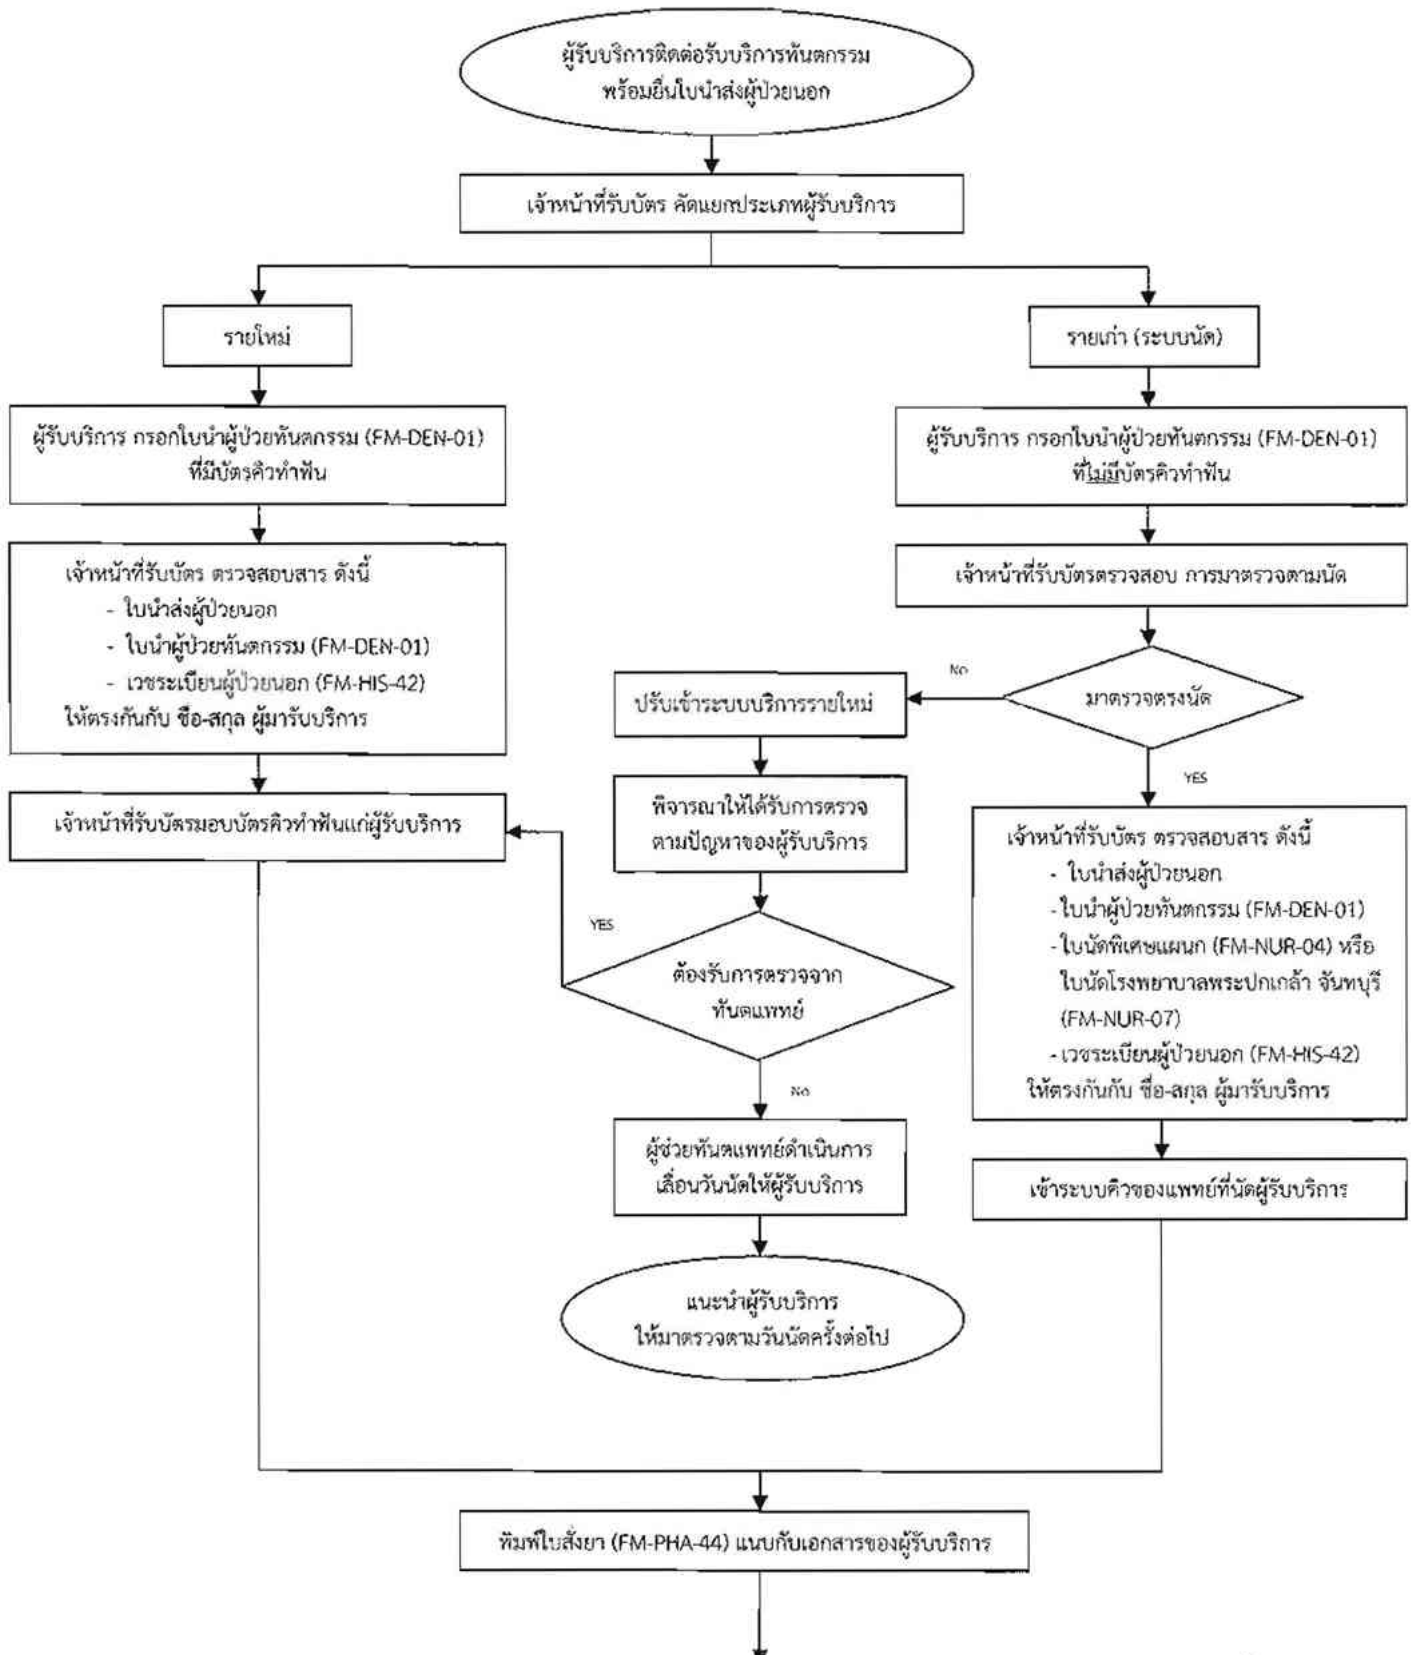 ผู้รับบริการติดต่อรับบริการทันตกรรม
พร้อมยื่นใบนำส่งผู้ป่วยนอก
เจ้าหน้าที่รับบัตร คัดแยกประเภทผู้รับบริการ
รายใหม่
รายเก่า (ระบบนัด)
ผู้รับบริการ กรอกใบนำผู้ป่วยทันตกรรม (FM-DEN-01)
ที่มีบัตรคิวทำฟัน
ผู้รับบริการ กรอกใบนำผู้ป่วยทันตกรรม (FM-DEN-01)
ที่ไม่มีบัตรคิวทำฟัน
เจ้าหน้าที่รับบัตร ตรวจสอบสาร ดังนี้
- ใบนำส่งผู้ป่วยนอก
- ใบนำผู้ป่วยทันตกรรม (FM-DEN-01)
- เวชระเบียนผู้ป่วยนอก (FM-HIS-42)
ให้ตรงกันกับ ชื่อ-สกุล ผู้มารับบริการ
เจ้าหน้าที่รับบัตรตรวจสอบ การมาตรวจตามนัด
มาตรวจตรงนัด
No
YES
ปรับเข้าระบบบริการรายใหม่
พิจารณาให้ได้รับการตรวจ
ตามปัญหาของผู้รับบริการ
เจ้าหน้าที่รับบัตรมอบบัตรคิวทำฟันแก่ผู้รับบริการ
เจ้าหน้าที่รับบัตร ตรวจสอบสาร ดังนี้
- ใบนำส่งผู้ป่วยนอก
- ใบนำผู้ป่วยทันตกรรม (FM-DEN-01)
- ใบนัดพิเศษแผนก (FM-NUR-04) หรือ
ใบนัดโรงพยาบาลพระปกเกล้า จันทบุรี
(FM-NUR-07)
- เวชระเบียนผู้ป่วยนอก (FM-HIS-42)
ให้ตรงกันกับ ชื่อ-สกุล ผู้มารับบริการ
YES
ต้องรับการตรวจจาก
ทันตแพทย์
No
ผู้ช่วยทันตแพทย์ดำเนินการ
เลื่อนวันนัดให้ผู้รับบริการ
เข้าระบบคิวของแพทย์ที่นัดผู้รับบริการ
แนะนำผู้รับบริการ
ให้มาตรวจตามวันนัดครั้งต่อไป
พิมพ์ใบสั่งยา (FM-PHA-44) แนบกับเอกสารของผู้รับบริการ